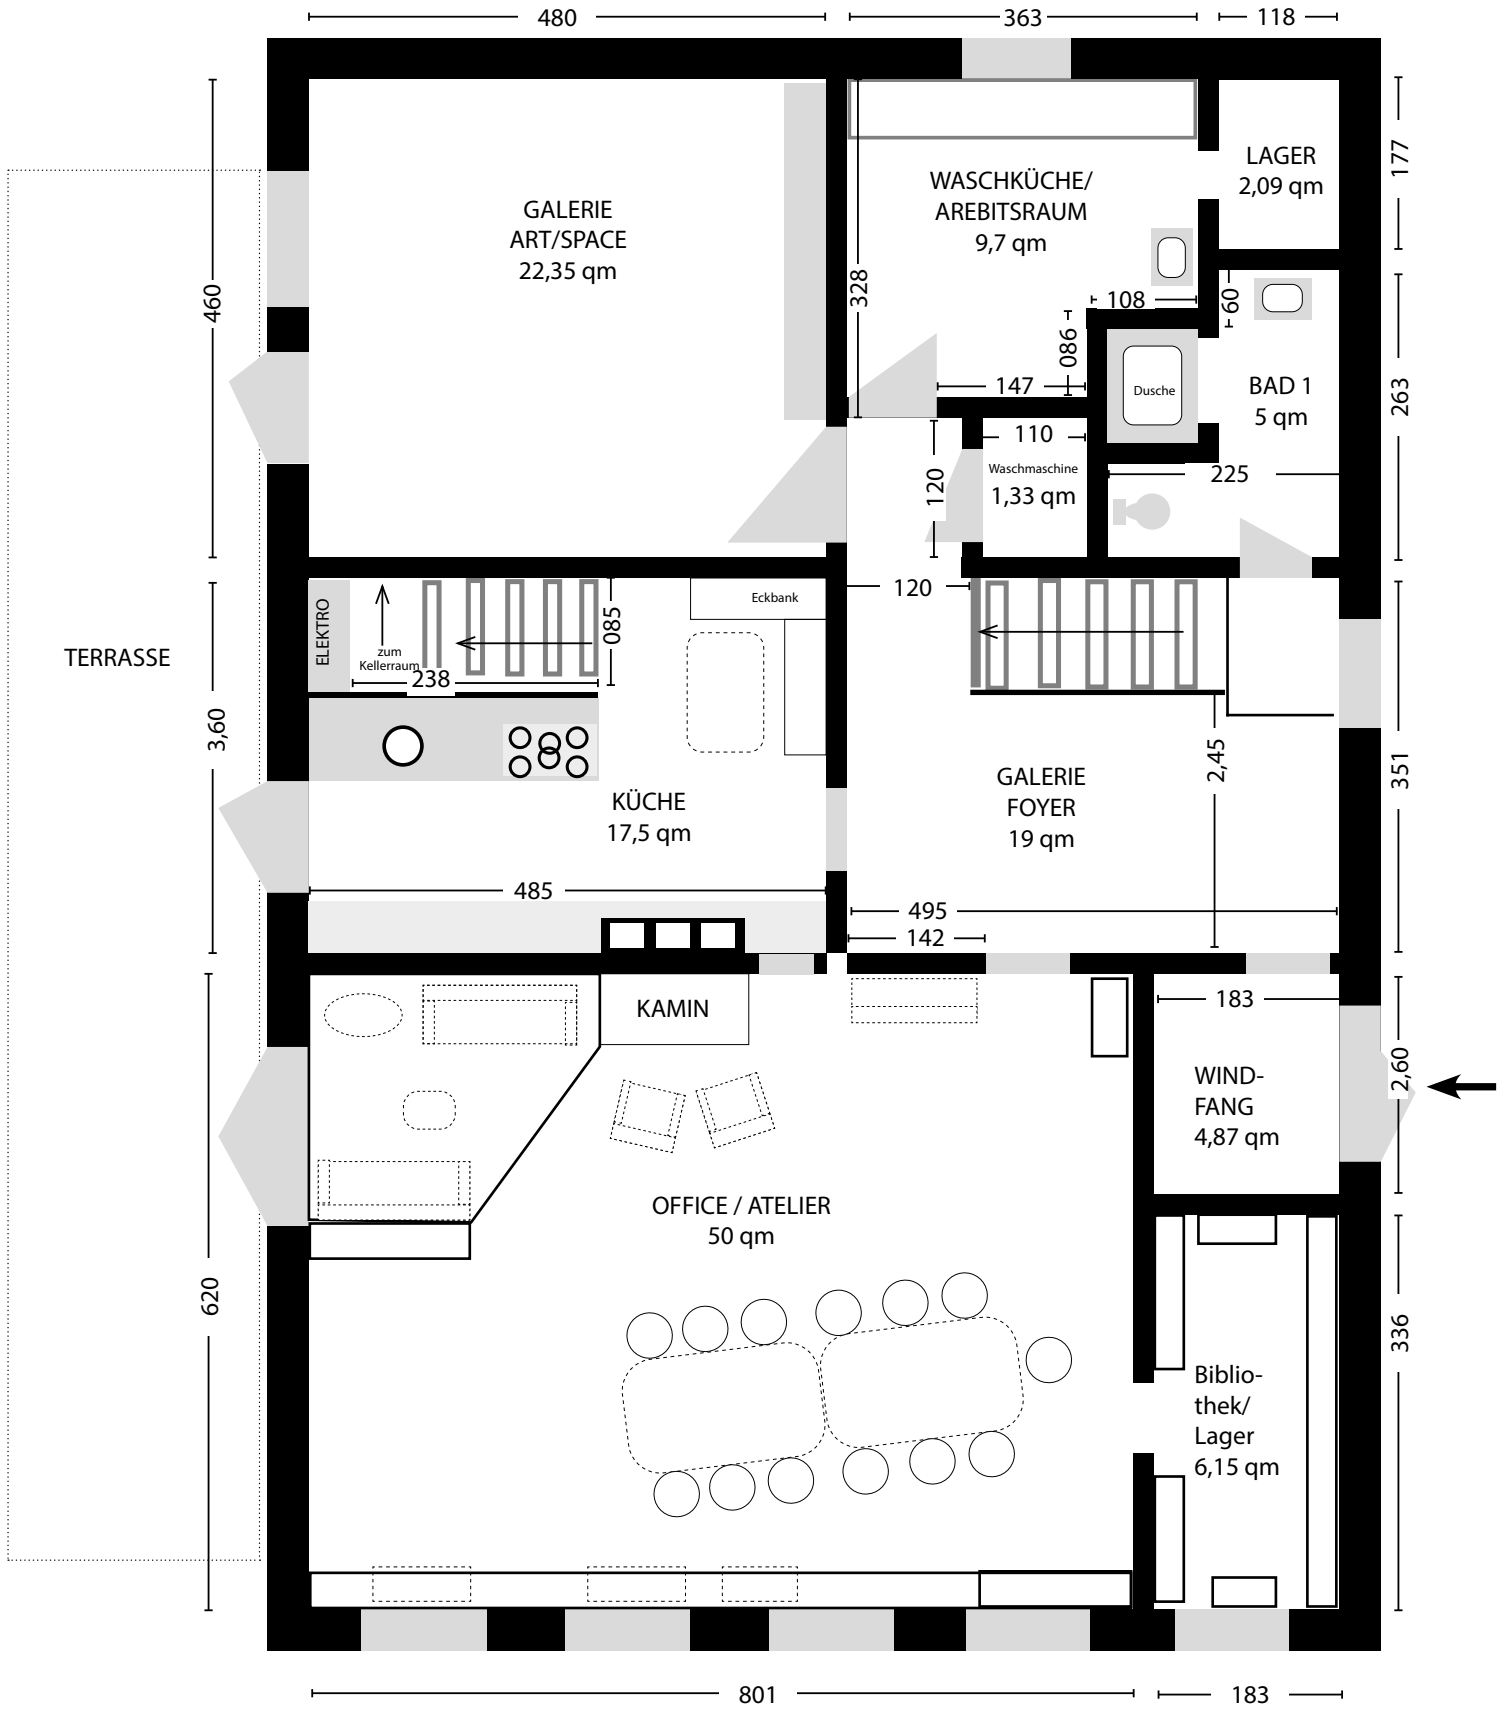 480
363
118
GALERIE
ART/SPACE
22,35 qm
WASCHKÜCHE/
AREBITSRAUM
9,7 qm
LAGER
2,09 qm
177
460
328
108
60
086
147
Dusche
BAD 1
5 qm
263
110
Waschmaschine
1,33 qm
120
225
TERRASSE
ELEKTRO
zum
Kellerraum
238
085
Eckbank
120
3,60
KÜCHE
17,5 qm
485
GALERIE
FOYER
19 qm
2,45
351
495
142
KAMIN
183
WIND-
FANG
4,87 qm
2,60
OFFICE / ATELIER
50 qm
620
336
Biblio-
thek/
Lager
6,15 qm
801
183